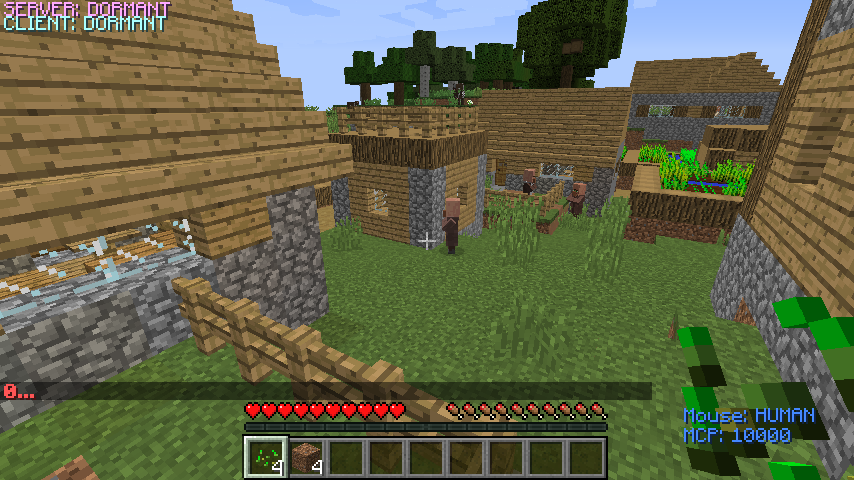 SERVER: DORMANT
CLIENT: DORMANT
0...
Mouse: HUMAN
MCP: 10000
4
4